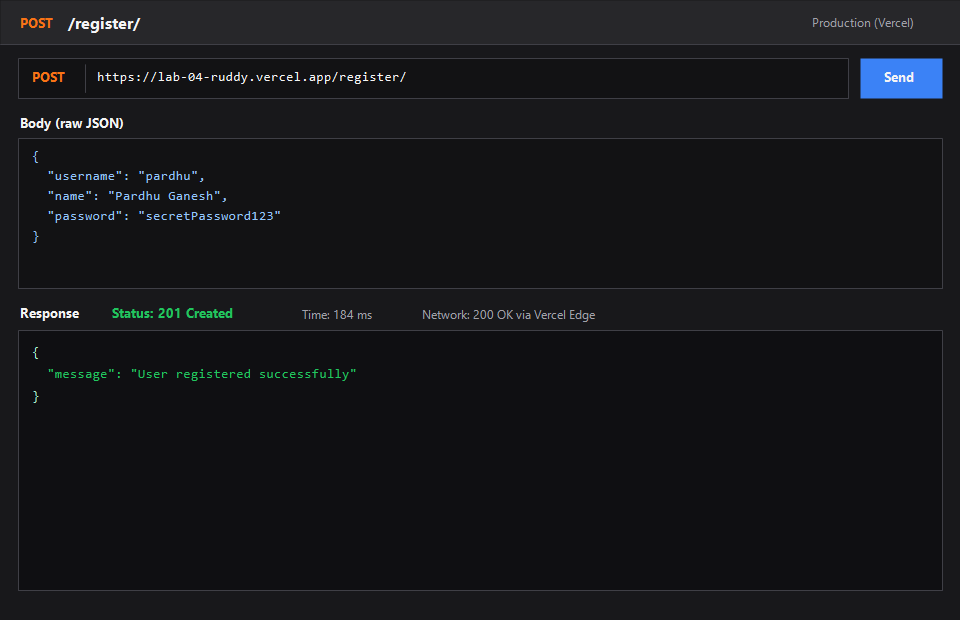 POST /register/ Production (Vercel)
POST https://lab-04-ruddy.vercel.app/register/ Send
Body (raw JSON)
{
"username": "pardhu",
"name": "Pardhu Ganesh",
"password": "secretPassword123"
}
Response Status: 201 Created Time: 184 ms Network: 200 OK via Vercel Edge
{
"message": "User registered successfully"
}